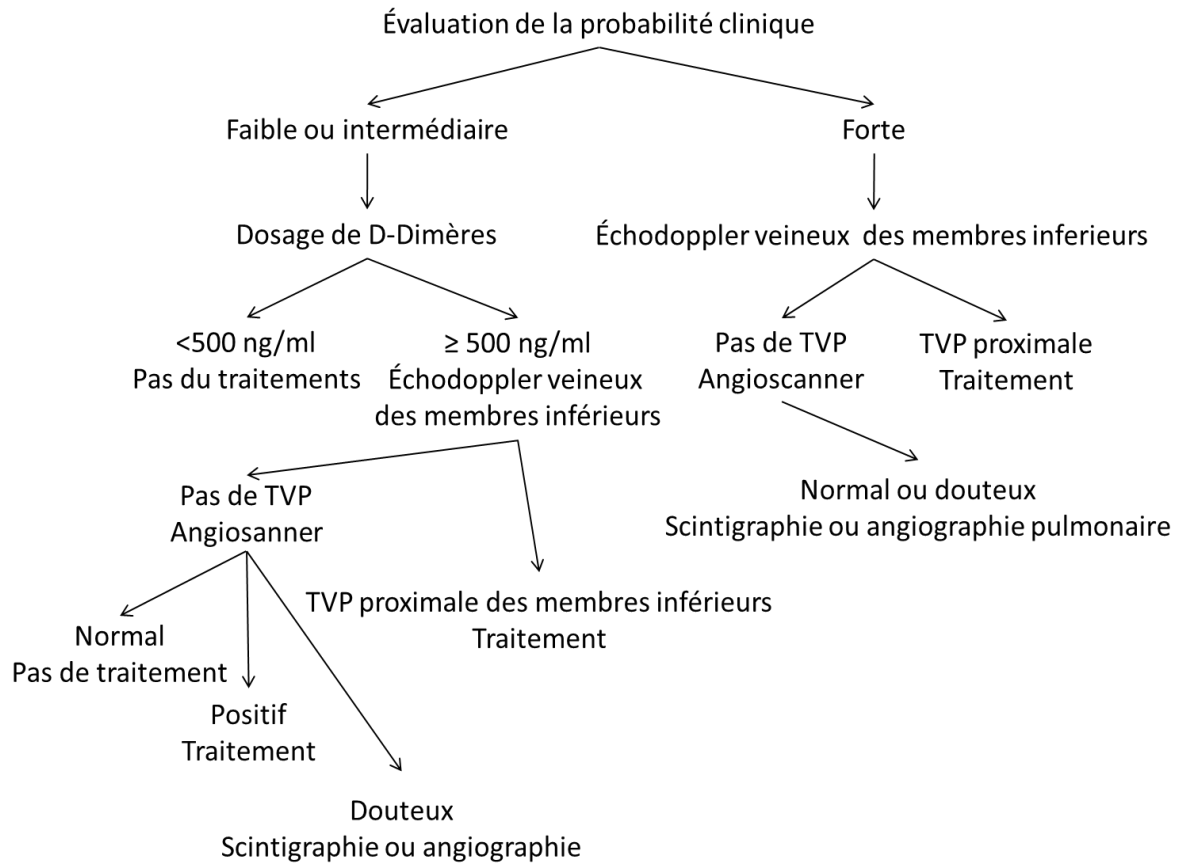 Évaluation de la probabilité clinique
Faible ou intermédiaire
Forte
Dosage de D-Dimères
Échodoppler veineux des membres inferieurs
<500 ng/ml
Pas du traitements
≥ 500 ng/ml
Échodoppler veineux
des membres inférieurs
Pas de TVP
Angioscanner
TVP proximale
Traitement
Pas de TVP
Angiosanner
Normal ou douteux
Scintigraphie ou angiographie pulmonaire
TVP proximale des membres inférieurs
Traitement
Normal
Pas de traitement
Positif
Traitement
Douteux
Scintigraphie ou angiographie